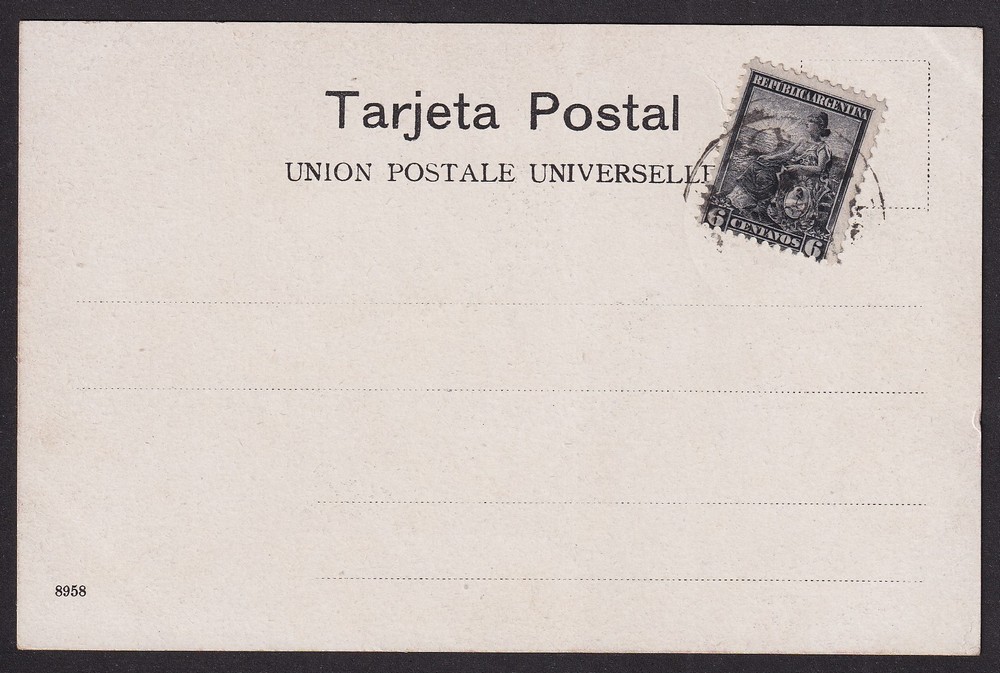 Tarjeta Postal
UNION POSTALE UNIVERSELLE
REPUBLICA ARGENTINA
6 CENTAVOS 6
8958